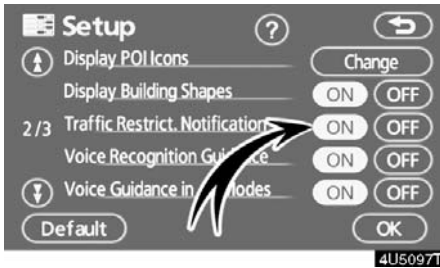 Setup
?
Display POI Icons Change
Display Building Shapes ON OFF
2/3 Traffic Restrict. Notification ON OFF
Voice Recognition ON OFF
Voice Guidance in Modes ON OFF
Default OK
4U5097T